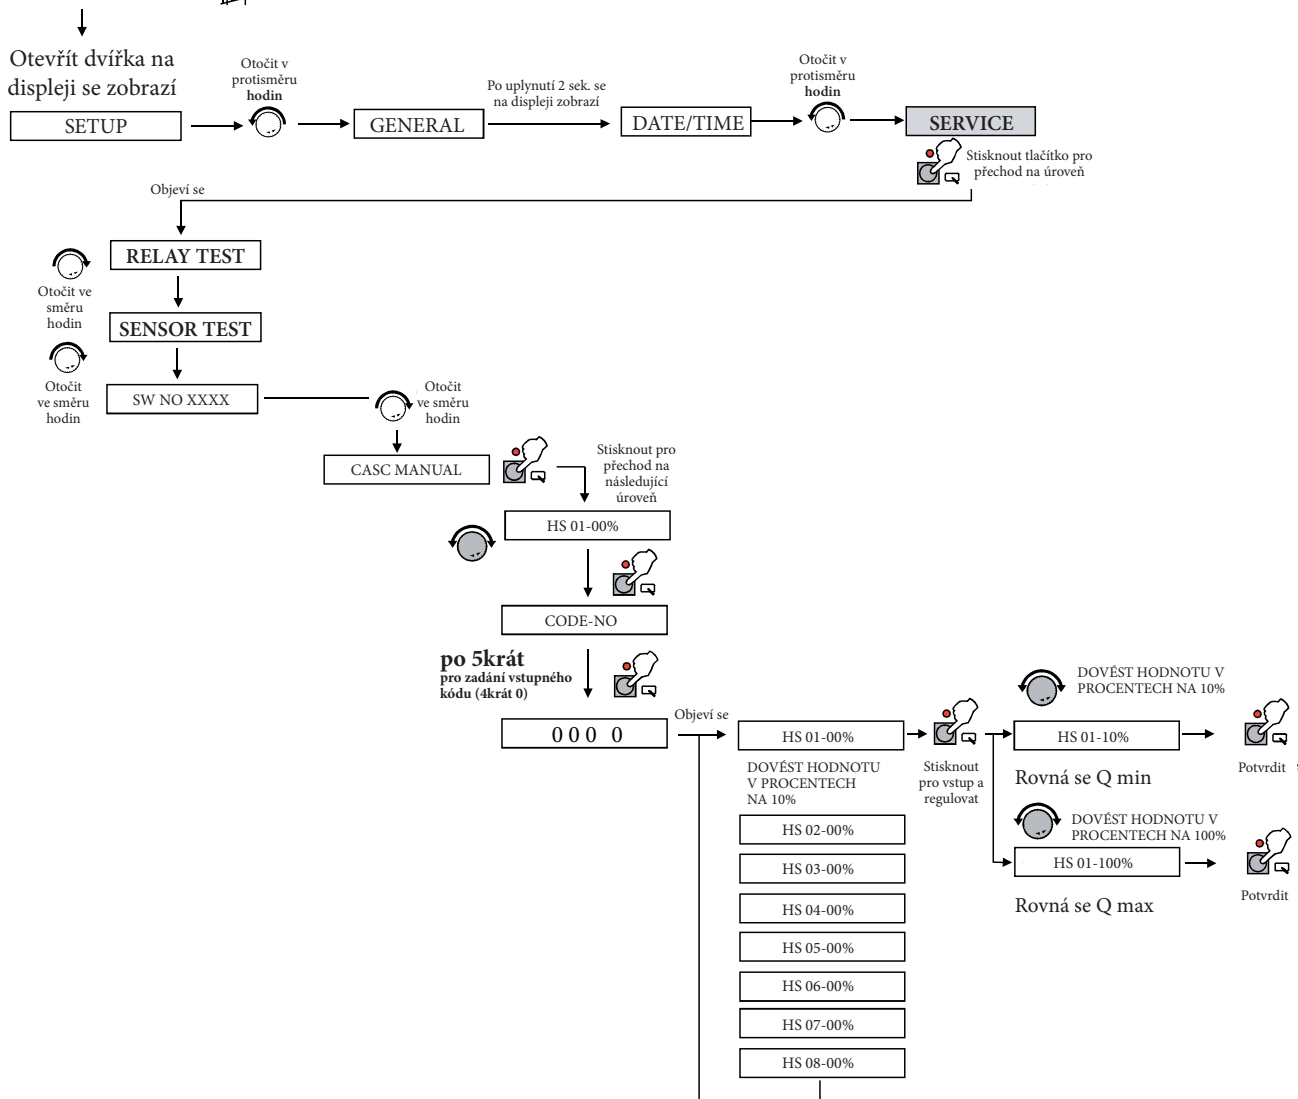 Otevřít dvířka na
displeji se zobrazí
SETUP
Otočit v
protisměru
hodin
GENERAL
Po uplynutí 2 sek. se
na displeji zobrazí
DATE/TIME
Otočit v
protisměru
hodin
SERVICE
Stisknout tlačítko pro
přechod na úroveň
Objeví se
RELAY TEST
Otočit ve
směru
hodin
SENSOR TEST
Otočit
ve směru
hodin
SW NO XXXX
Otočit
ve směru
hodin
CASC MANUAL
Stisknout pro
přechod na
následující
úroveň
HS 01-00%
CODE-NO
po 5krát
pro zadání vstupného
kódu (4krát 0)
000 0
Objeví se
HS 01-00%
DOVÉST HODNOTU
V PROCENTECH
NA 10%
HS 02-00%
HS 03-00%
HS 04-00%
HS 05-00%
HS 06-00%
HS 07-00%
HS 08-00%
Stisknout
pro vstup a
regulovat
DOVÉST HODNOTU V
PROCENTECH NA 10%
HS 01-10%
Potvrdit
Rovná se Q min
DOVÉST HODNOTU V
PROCENTECH NA 100%
HS 01-100%
Potvrdit
Rovná se Q max